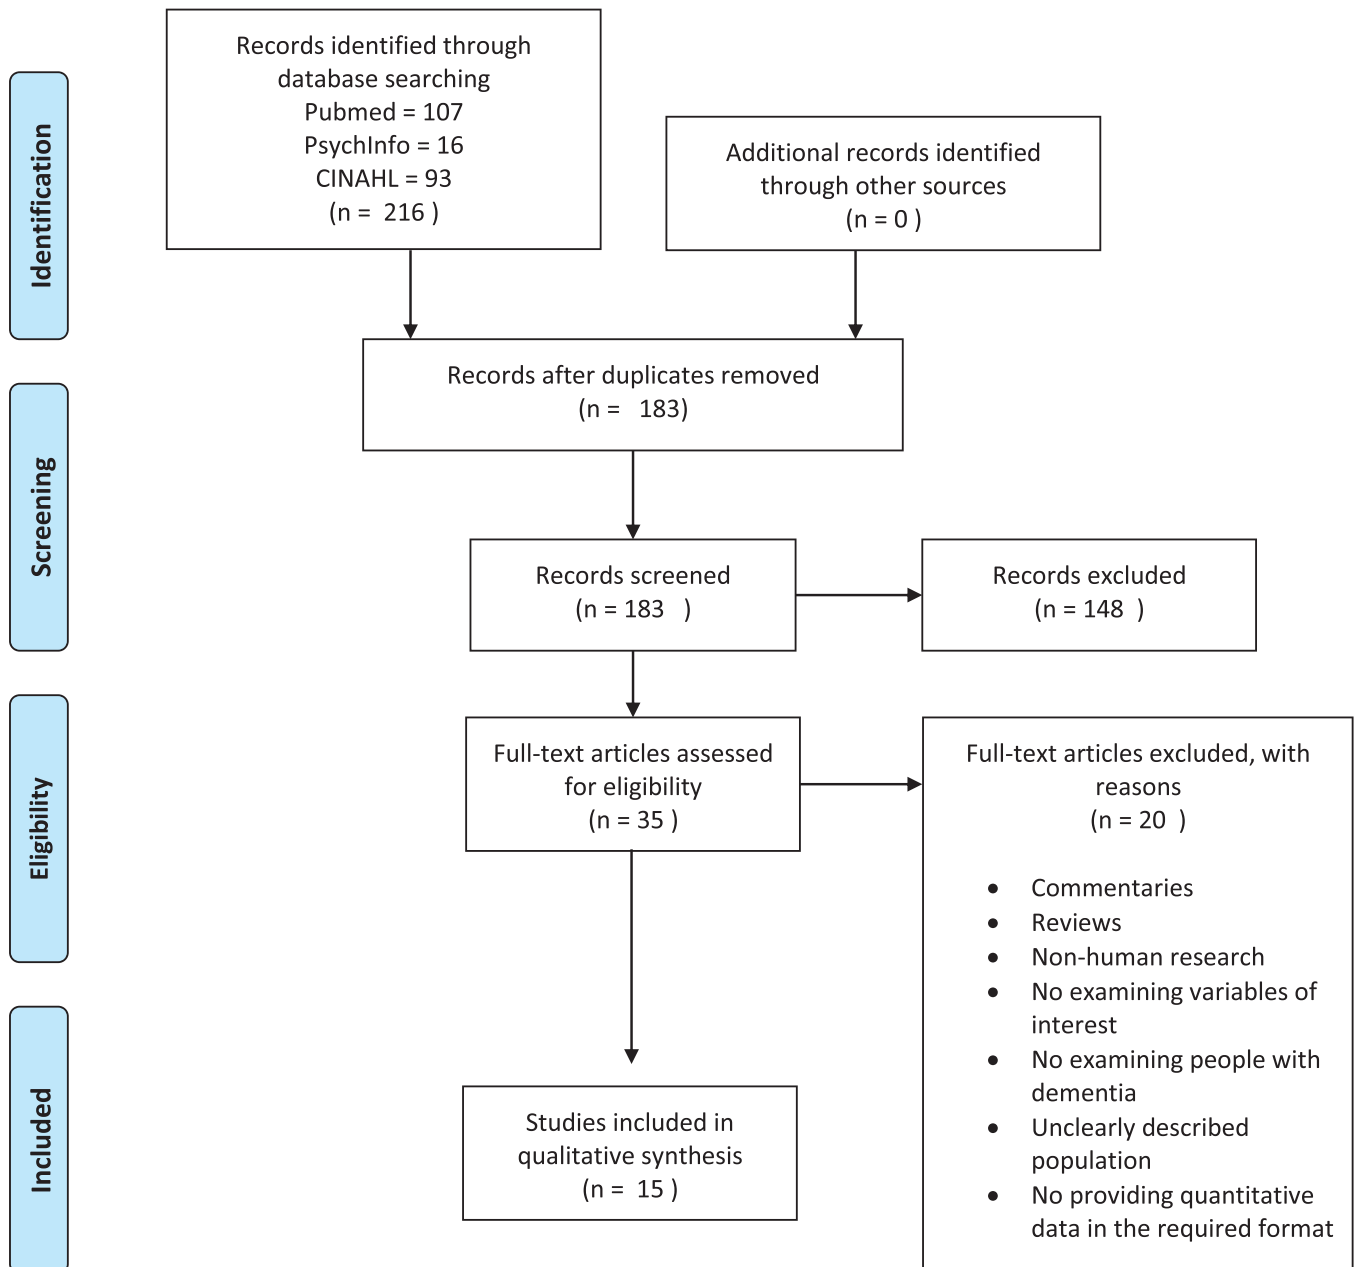 Identification
Records identified through
database searching
Pubmed = 107
PsychInfo = 16
CINAHL = 93
(n =  216 )
Additional records identified
through other sources
(n = 0 )
Records after duplicates removed
(n =   183)
Screening
Records screened
(n = 183   )
Records excluded
(n = 148  )
Eligibility
Full-text articles assessed
for eligibility
(n = 35 )
Full-text articles excluded, with
reasons
(n = 20  )
• Commentaries
• Reviews
• Non-human research
• No examining variables of
interest
• No examining people with
dementia
• Unclearly described
population
• No providing quantitative
data in the required format
Included
Studies included in
qualitative synthesis
(n =  15 )